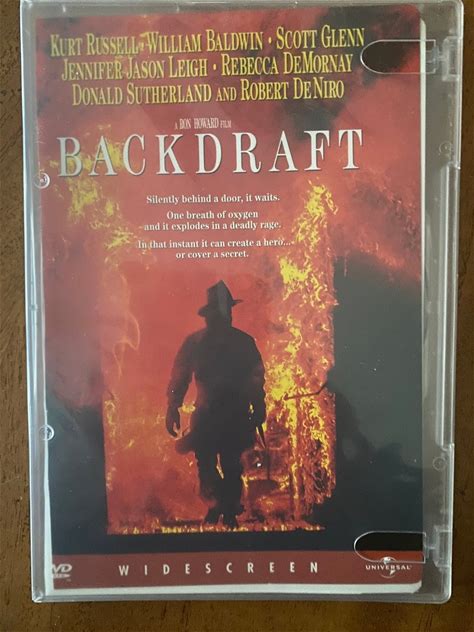 KURT RUSSELL • WILLIAM BALDWIN • SCOTT GLENN
JENNIFER JASON LEIGH • REBECCA DEMORNAY
DONALD SUTHERLAND AND ROBERT DE NIRO
A RON HOWARD FILM
BACKDRAFT
Silently behind a door, it waits.
One breath of oxygen
and it explodes in a deadly rage.
In that instant it can create a hero...
or cover a secret.
DVD
WIDESCREEN
UNIVERSAL